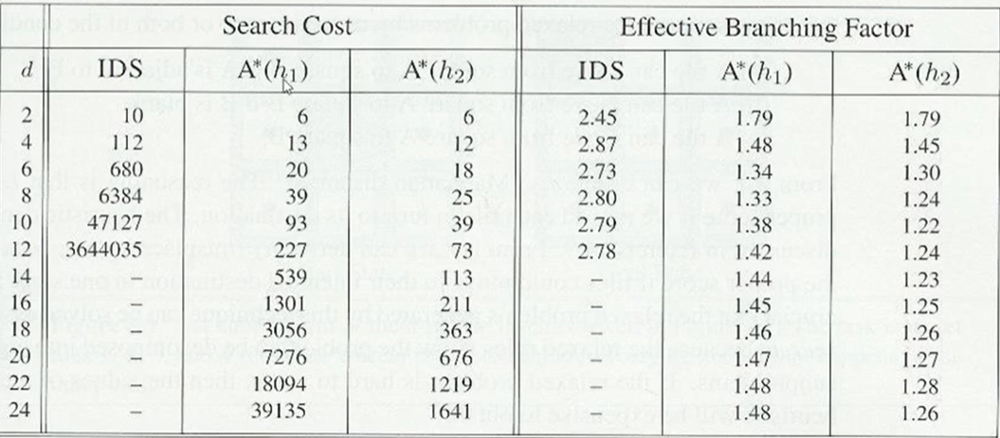 Search Cost Effective Branching Factor
d IDS A*(h1) A*(h2) IDS A*(h1) A*(h2)
2 10 6 6 2.45 1.79 1.79
4 112 13 12 2.87 1.48 1.45
6 680 20 18 2.73 1.34 1.30
8 6384 39 25 2.80 1.33 1.24
10 47127 93 39 2.79 1.38 1.22
12 3644035 227 73 2.78 1.42 1.24
14 – 539 113 – 1.44 1.23
16 – 1301 211 – 1.45 1.25
18 – 3056 363 – 1.46 1.26
20 – 7276 676 – 1.47 1.27
22 – 18094 1219 – 1.48 1.28
24 – 39135 1641 – 1.48 1.26